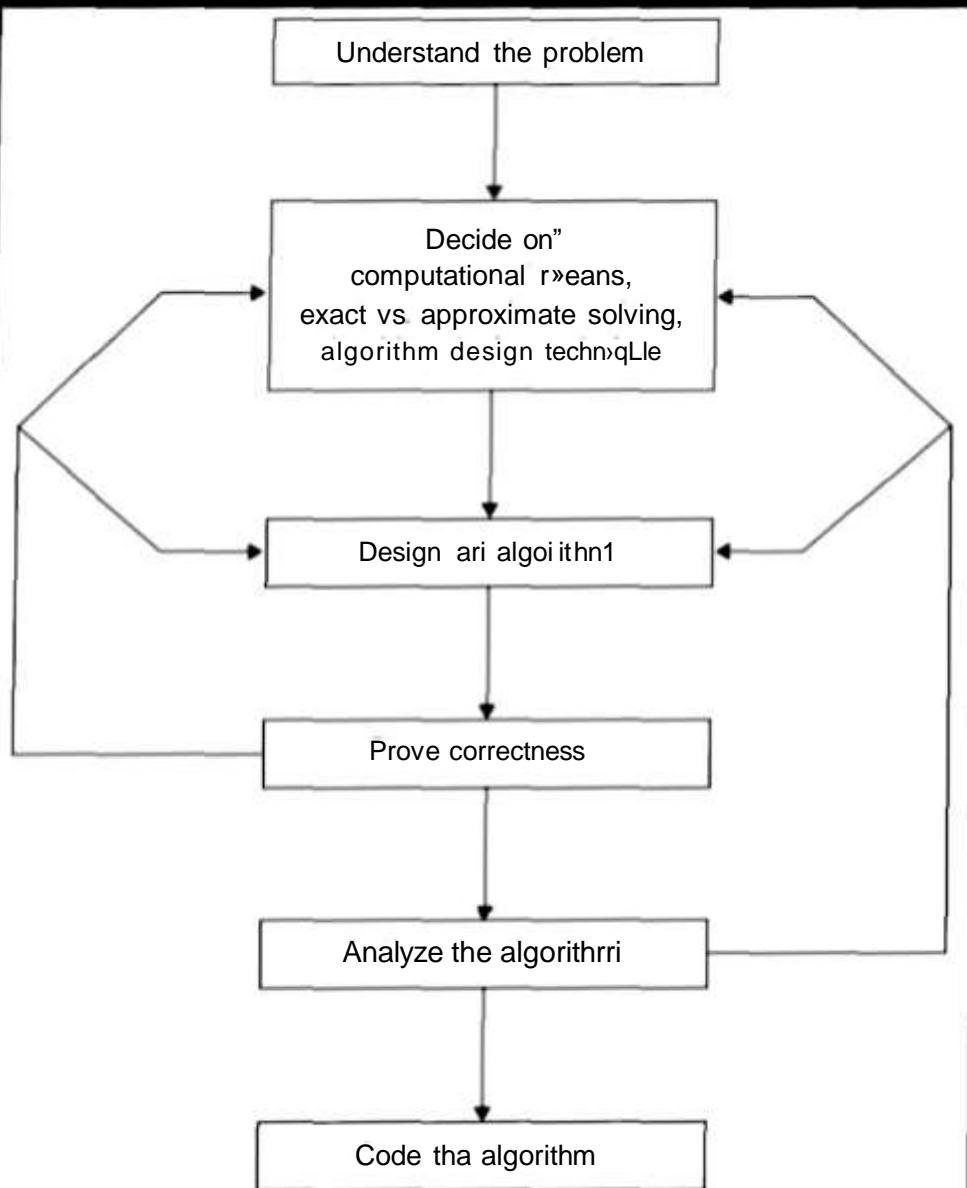 Understand the problem
Decide on”
computational r»eans,
exact vs approximate solving,
algorithm design techn›qLle
Design ari algoi ithn1
Prove correctness
Analyze the algorithrri
Code tha algorithm